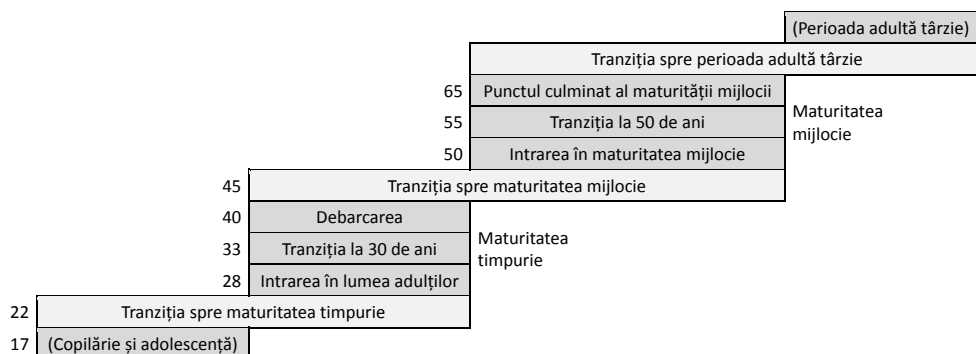 (Perioada adultă târzie)
Tranziția spre perioada adultă târzie
65 Punctul culminat al maturității mijlocii
Maturitatea
mijlocie
55 Tranziția la 50 de ani
50 Intrarea în maturitatea mijlocie
45 Tranziția spre maturitatea mijlocie
40 Debarcarea
Maturitatea
timpurie
33 Tranziția la 30 de ani
28 Intrarea în lumea adulților
22 Tranziția spre maturitatea timpurie
17 (Copilărie și adolescență)